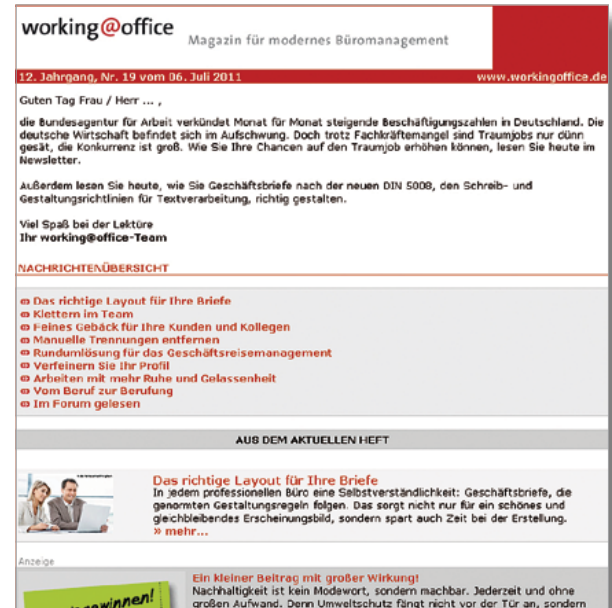 working@office
Magazin für modernes Büromanagement
12. Jahrgang, Nr. 19 vom 06. Juli 2011 www.workingoffice.de
Guten Tag Frau / Herr ... ,
die Bundesagentur für Arbeit verkündet Monat für Monat steigende Beschäftigungszahlen in Deutschland. Die
deutsche Wirtschaft befindet sich im Aufschwung. Doch trotz Fachkräftemangel sind Traumjobs nur dünn
gesät, die Konkurrenz ist groß. Wie Sie Ihre Chancen auf den Traumjob erhöhen können, lesen Sie heute im
Newsletter.
Außerdem lesen Sie heute, wie Sie Geschäftsbriefe nach der neuen DIN 5008, den Schreib- und
Gestaltungsrichtlinien für Textverarbeitung, richtig gestalten.
Viel Spaß bei der Lektüre
Ihr working@office-Team
NACHRICHTENÜBERSICHT
Das richtige Layout für Ihre Briefe
Klettern im Team
Feines Gebäck für Ihre Kunden und Kollegen
Manuelle Trennungen entfernen
Rundumlösung für das Geschäftsreisemanagement
Verfeinern Sie Ihr Profil
Arbeiten mit mehr Ruhe und Gelassenheit
Vom Beruf zur Berufung
Im Forum gelesen
AUS DEM AKTUELLEN HEFT
Das richtige Layout für Ihre Briefe
In jedem professionellen Büro eine Selbstverständlichkeit: Geschäftsbriefe, die
genormten Gestaltungsregeln folgen. Das sorgt nicht nur für ein schönes und
gleichbleibendes Erscheinungsbild, sondern spart auch Zeit bei der Erstellung.
» mehr...
Anzeige
Ein kleiner Beitrag mit großer Wirkung!
Nachhaltigkeit ist kein Modewort, sondern machbar. Jederzeit und ohne
großen Aufwand. Denn Umweltschutz fängt nicht vor der Tür an, sondern